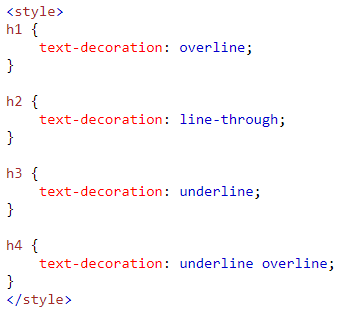 <style>
h1 {
    text-decoration: overline;
}

h2 {
    text-decoration: line-through;
}

h3 {
    text-decoration: underline;
}

h4 {
    text-decoration: underline overline;
}
</style>